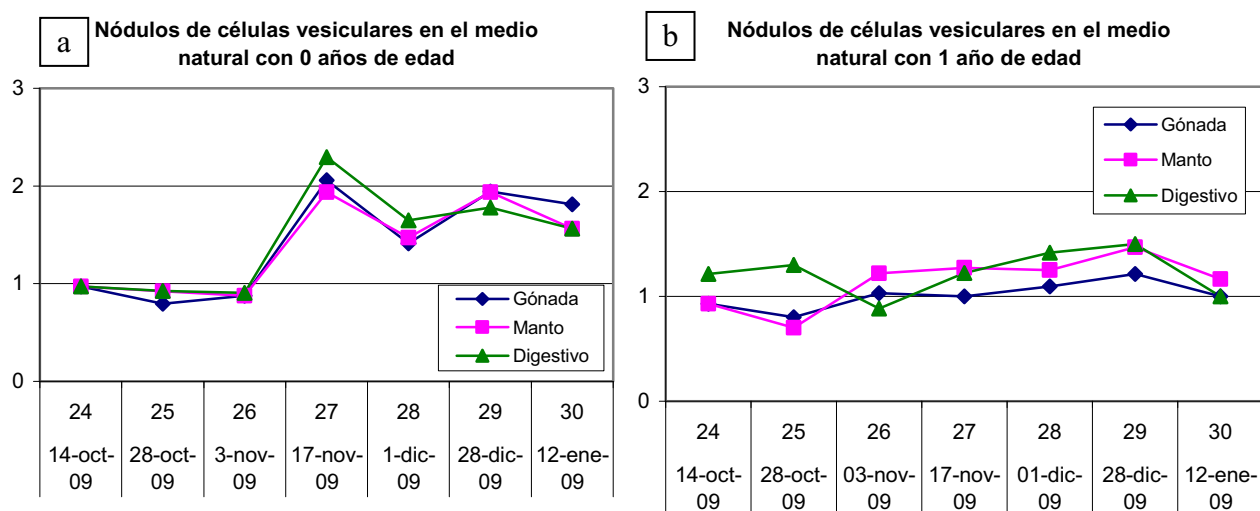 a
Nódulos de células vesiculares en el medio
natural con 0 años de edad
3
2
1
0
Gónada
Manto
Digestivo
24 25 26 27 28 29 30
14-oct- 28-oct- 3-nov- 17-nov- 1-dic- 28-dic- 12-ene-
09 09 09 09 09 09 09
b
Nódulos de células vesiculares en el medio
natural con 1 año de edad
3
2
1
0
Gónada
Manto
Digestivo
24 25 26 27 28 29 30
14-oct- 28-oct- 03-nov- 17-nov- 01-dic- 28-dic- 12-ene-
09 09 09 09 09 09 09